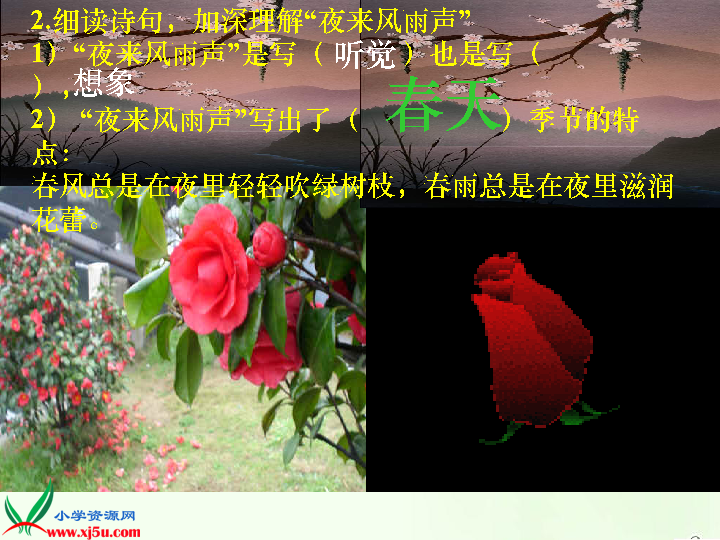 2.细读诗句，加深理解“夜来风雨声”
1）“夜来风雨声”是写（ 听觉 ）也是写（
），想象
2） “夜来风雨声”写出了（ 春天 ）季节的特
点：
春风总是在夜里轻轻吹绿树枝，春雨总是在夜里滋润
花蕾。
小学资源网
www.xj5u.com